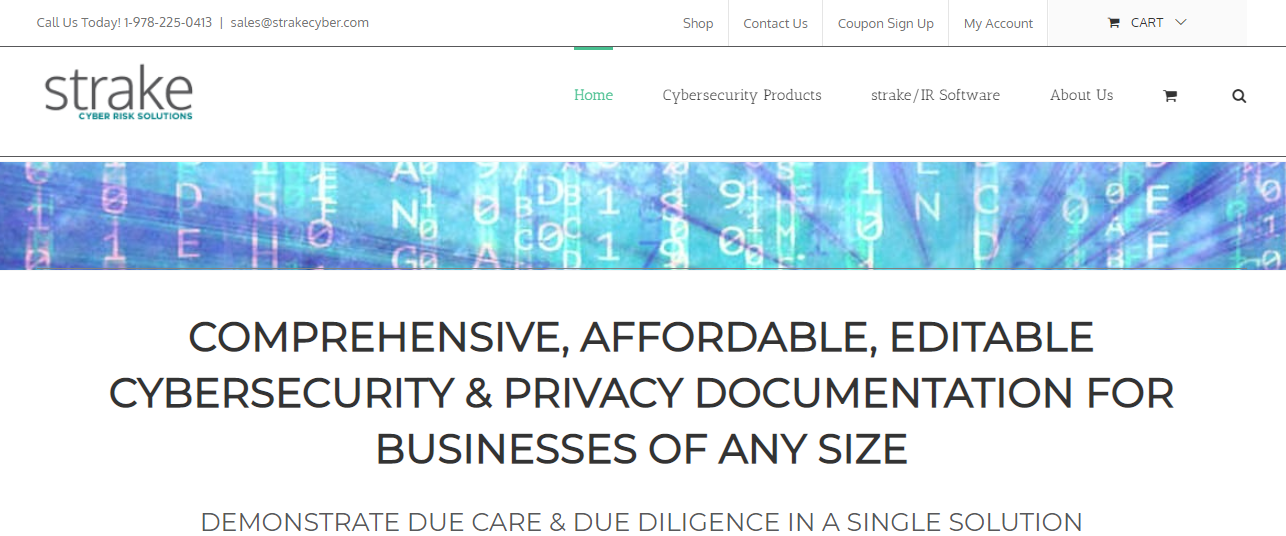 Call Us Today! 1-978-225-0413 | sales@strakecyber.com
Shop
Contact Us
Coupon Sign Up
My Account
CART
strake
CYBER RISK SOLUTIONS
Home
Cybersecurity Products
strake/IR Software
About Us
COMPREHENSIVE, AFFORDABLE, EDITABLE
CYBERSECURITY & PRIVACY DOCUMENTATION FOR
BUSINESSES OF ANY SIZE
DEMONSTRATE DUE CARE & DUE DILIGENCE IN A SINGLE SOLUTION